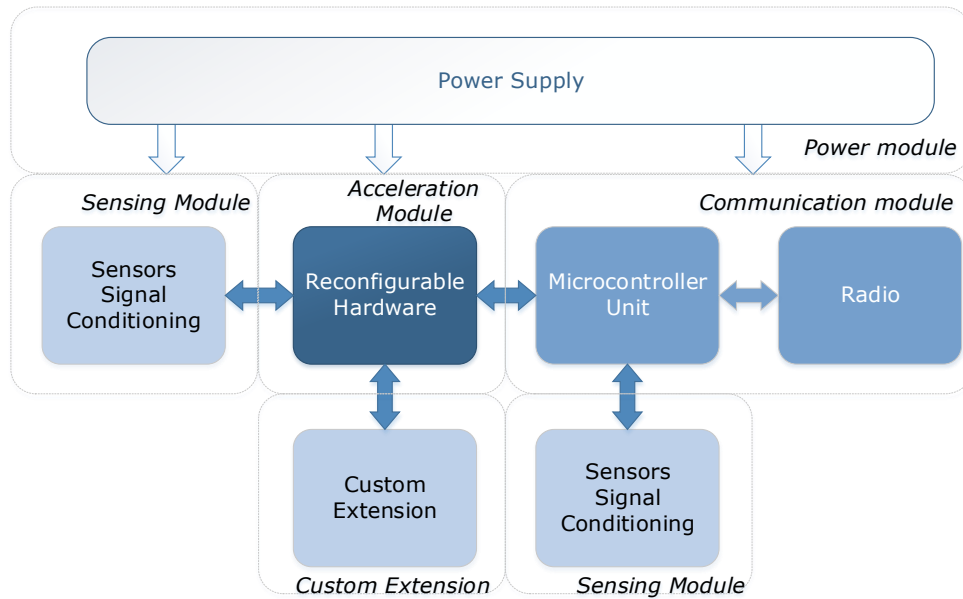 Power Supply
Power module
Sensing Module
Acceleration
Module
Communication module
Sensors
Signal
Conditioning
Reconfigurable
Hardware
Microcontroller
Unit
Radio
Custom
Extension
Sensors
Signal
Conditioning
Custom Extension
Sensing Module